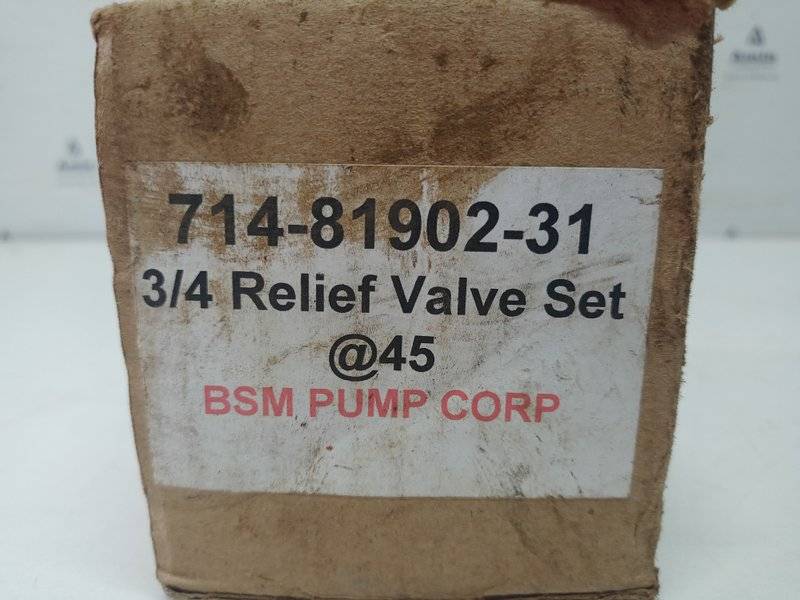 714-81902-31
3/4 Relief Valve Set
@45
BSM PUMP CORP